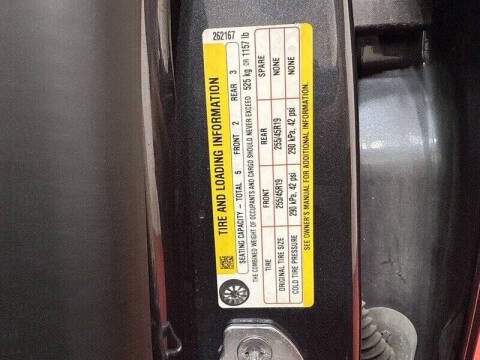 262167
TIRE AND LOADING INFORMATION
SEATING CAPACITY – TOTAL 5 FRONT 2 REAR 3
THE COMBINED WEIGHT OF OCCUPANTS AND CARGO SHOULD NEVER EXCEED 525 kg OR 1157 lb
TIRE FRONT REAR SPARE
ORIGINAL TIRE SIZE 255/45R19 255/45R19 NONE
COLD TIRE PRESSURE 290 kPa, 42 psi 290 kPa, 42 psi NONE
SEE OWNER'S MANUAL FOR ADDITIONAL INFORMATION